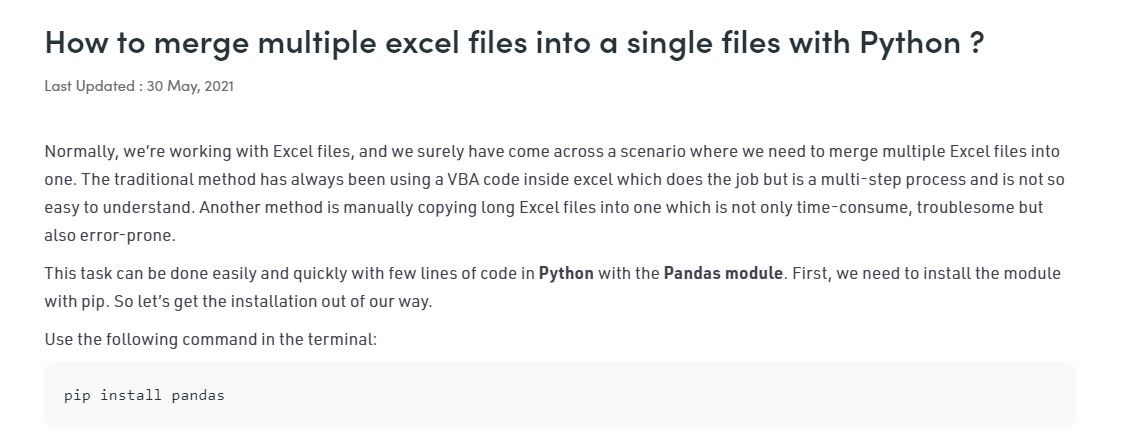 How to merge multiple excel files into a single files with Python ?
Last Updated : 30 May, 2021
Normally, we're working with Excel files, and we surely have come across a scenario where we need to merge multiple Excel files into
one. The traditional method has always been using a VBA code inside excel which does the job but is a multi-step process and is not so
easy to understand. Another method is manually copying long Excel files into one which is not only time-consume, troublesome but
also error-prone.
This task can be done easily and quickly with few lines of code in Python with the Pandas module. First, we need to install the module
with pip. So let's get the installation out of our way.
Use the following command in the terminal:
pip install pandas